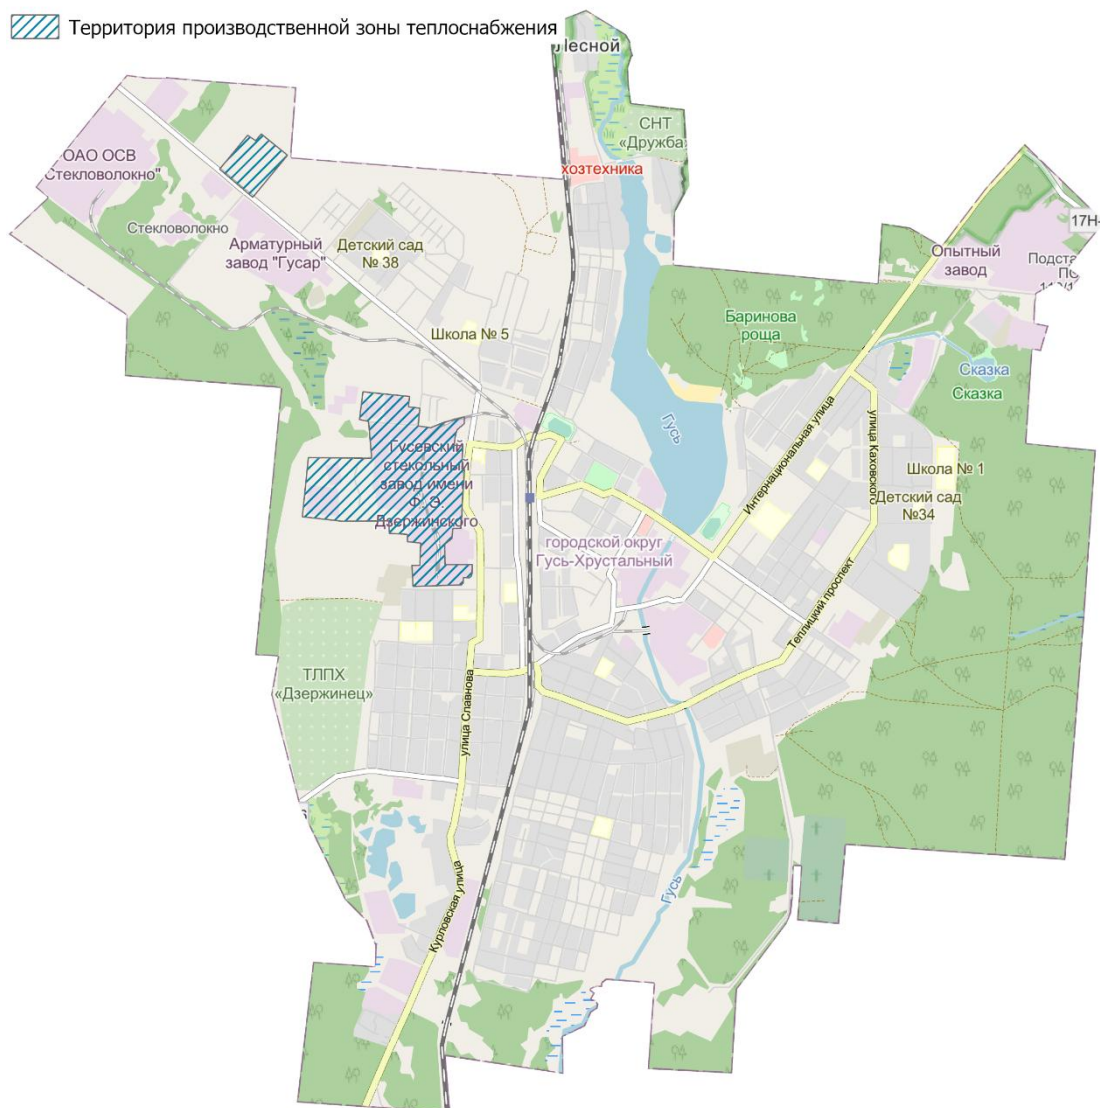 Территория производственной зоны теплоснабжения
Лесной
СНТ
«Дружба
хозтехника
ОАО ОСВ
Стекловолокно"
Стекловолокно
Арматурный
завод "Гусар"
Детский сад
№ 38
17Н-
Опытный
завод
Подста
ПС
Баринова
роща
Школа № 5
Сказка
Сказка
Гусь
Интернациональная улица
улица Каховского
Школа № 1
Детский сад
№34
Гусевский
стекольный
завод имени
Ф. Э.
Дзержинского
городской округ
Гусь-Хрустальный
Теплицкий проспект
ТЛПХ
«Дзержинец»
улица Славнова
Гусь
Курловская улица